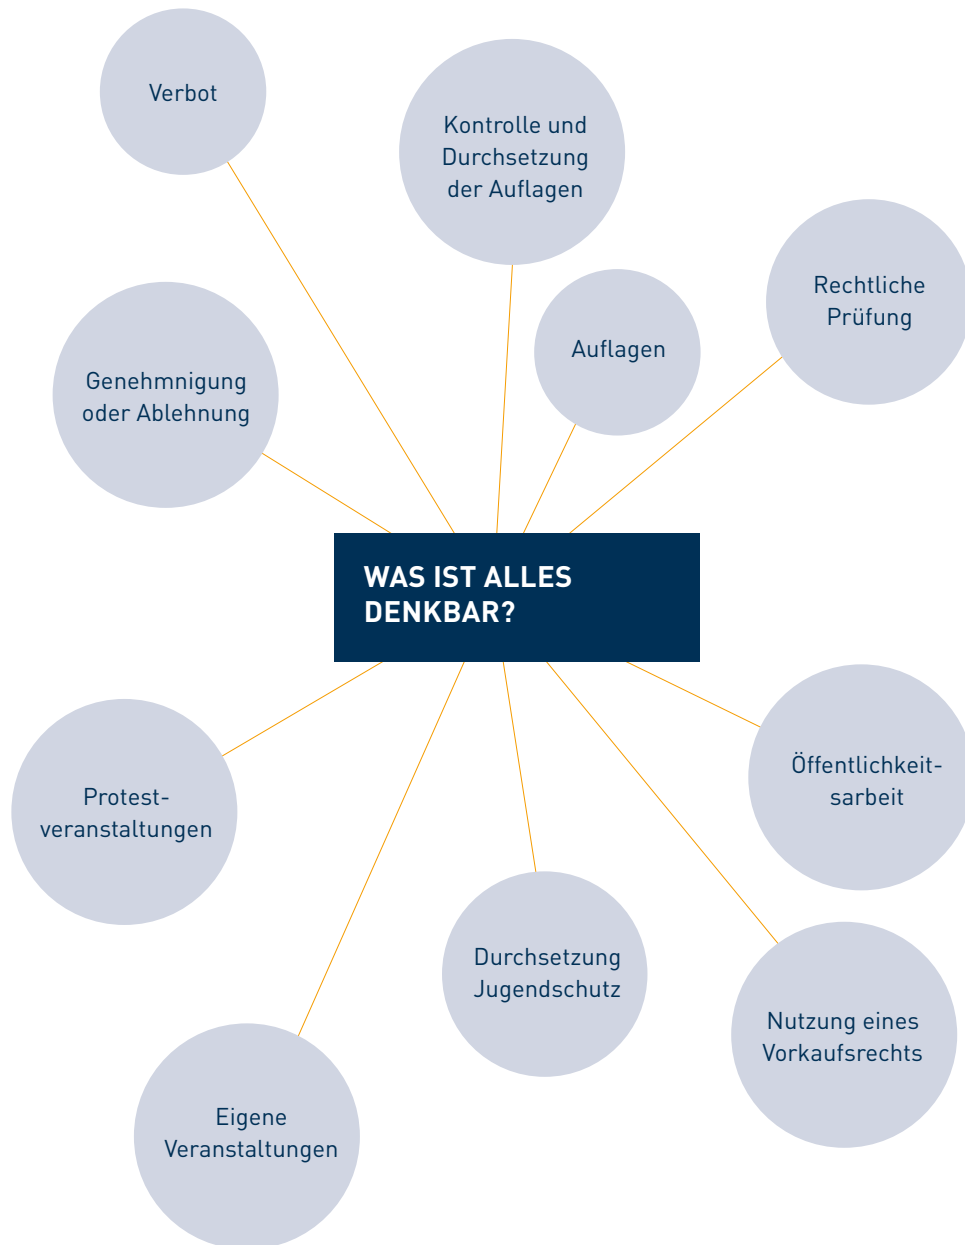 Verbot
Kontrolle und
Durchsetzung
der Auflagen
Rechtliche
Prüfung
Auflagen
Genehmnigung
oder Ablehnung
WAS IST ALLES
DENKBAR?
Öffentlichkeit-
sarbeit
Protest-
veranstaltungen
Durchsetzung
Jugendschutz
Nutzung eines
Vorkaufsrechts
Eigene
Veranstaltungen